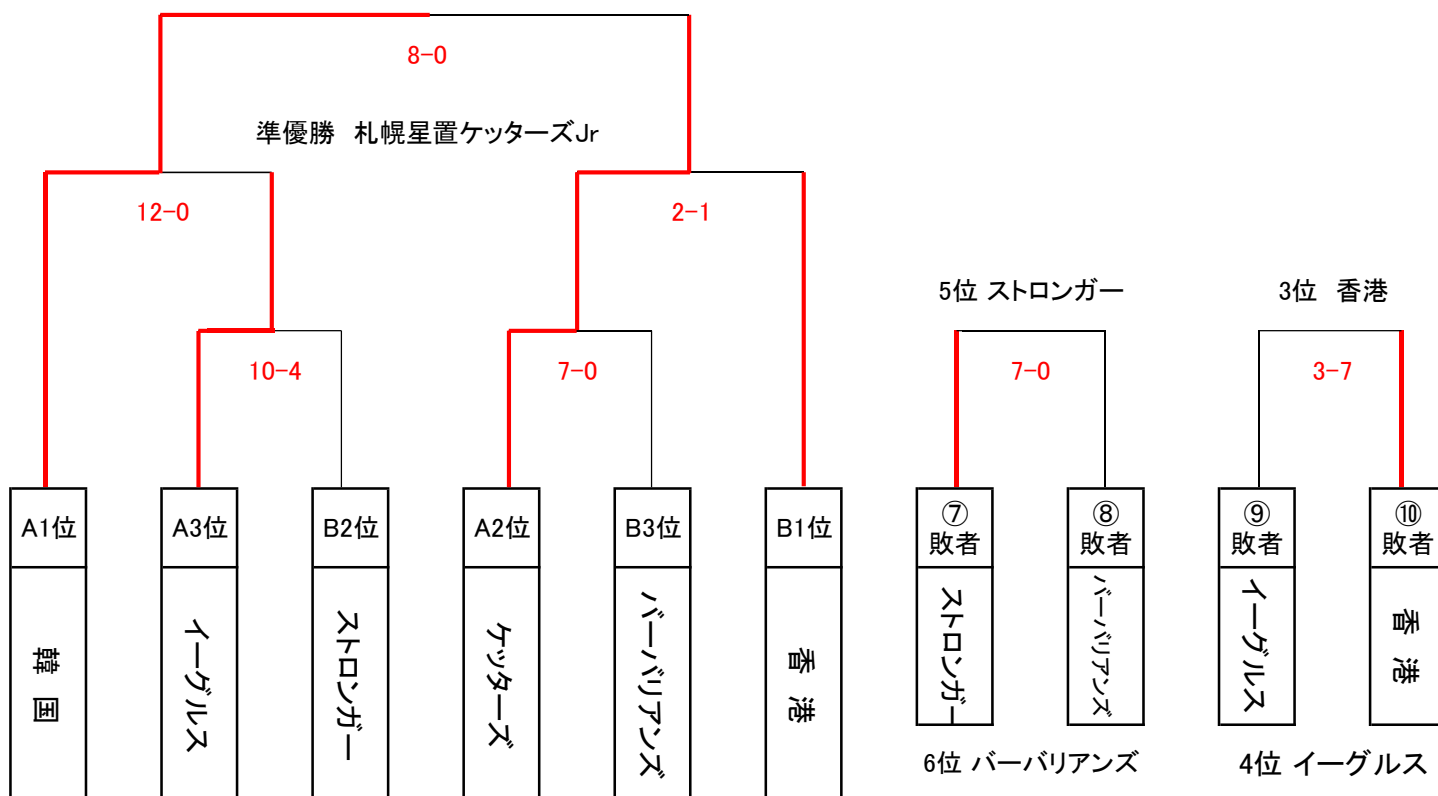 8-0
準優勝 札幌星置ケッターズJr
12-0
2-1
5位 ストロンガー
3位 香港
10-4
7-0
7-0
3-7
A1位
A3位
B2位
A2位
B3位
B1位
⑦
敗者
⑧
敗者
⑨
敗者
⑩
敗者
韓国
イーグルス
ストロンガー
ケッターズ
バーバリアンズ
香港
ストロンガー
バーバリアンズ
イーグルス
香港
6位 バーバリアンズ
4位 イーグルス